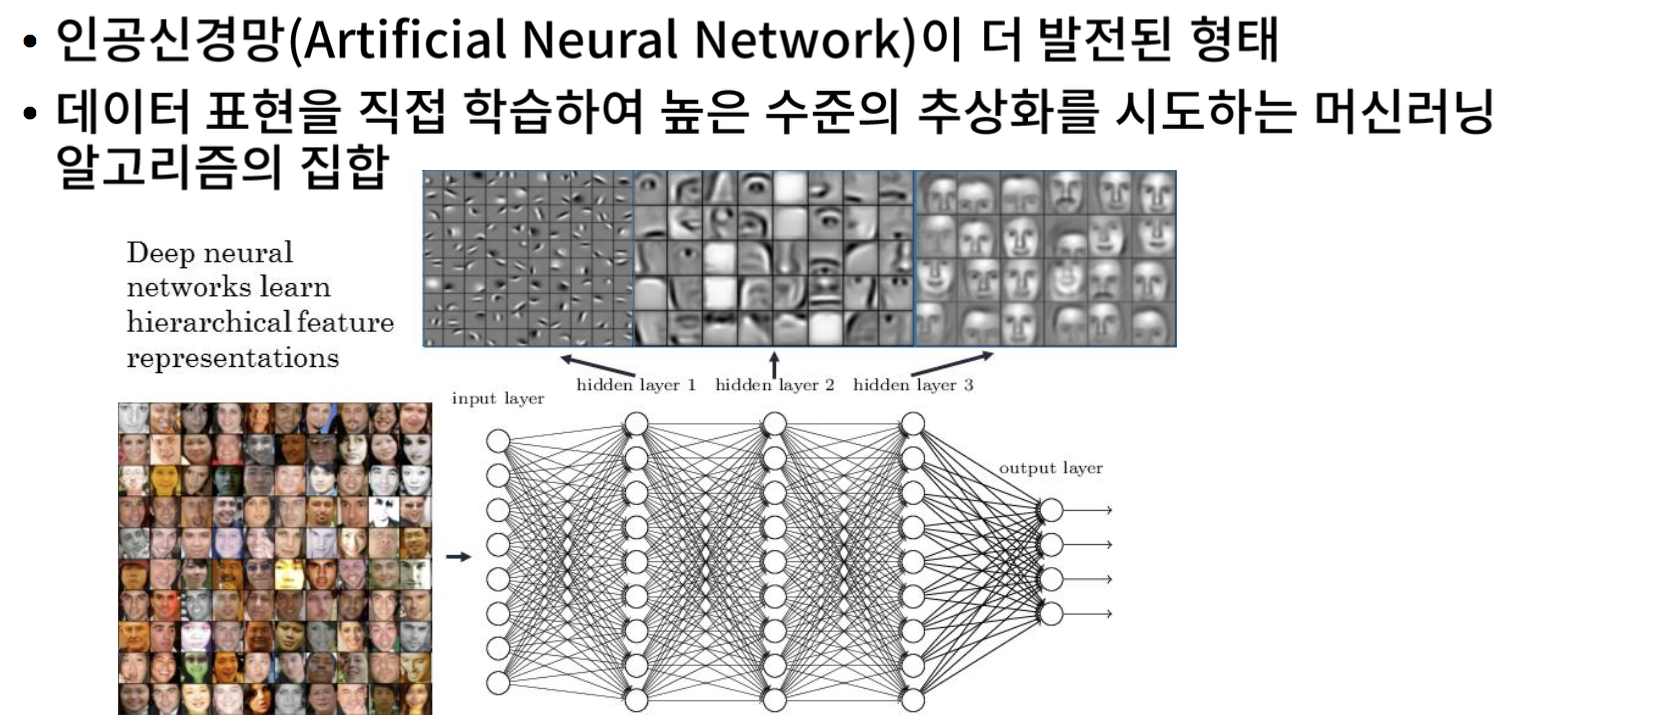 • 인공신경망(Artificial Neural Network)이 더 발전된 형태
• 데이터 표현을 직접 학습하여 높은 수준의 추상화를 시도하는 머신러닝
알고리즘의 집합
Deep neural
networks learn
hierarchical feature
representations
input layer
hidden layer 1
hidden layer 2
hidden layer 3
output layer